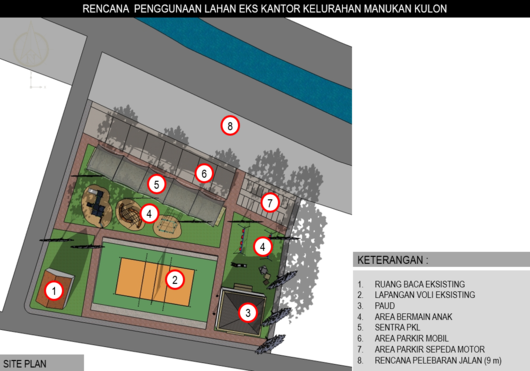 RENCANA PENGGUNAAN LAHAN EKS KANTOR KELURAHAN MANUKAN KULON
8
6
5
7
4
4
2
1
3
KETERANGAN :
1. RUANG BACA EKSISTING
2. LAPANGAN VOLI EKSISTING
3. PAUD
4. AREA BERMAIN ANAK
5. SENTRA PKL
6. AREA PARKIR MOBIL
7. AREA PARKIR SEPEDA MOTOR
8. RENCANA PELEBARAN JALAN (9 m)
SITE PLAN